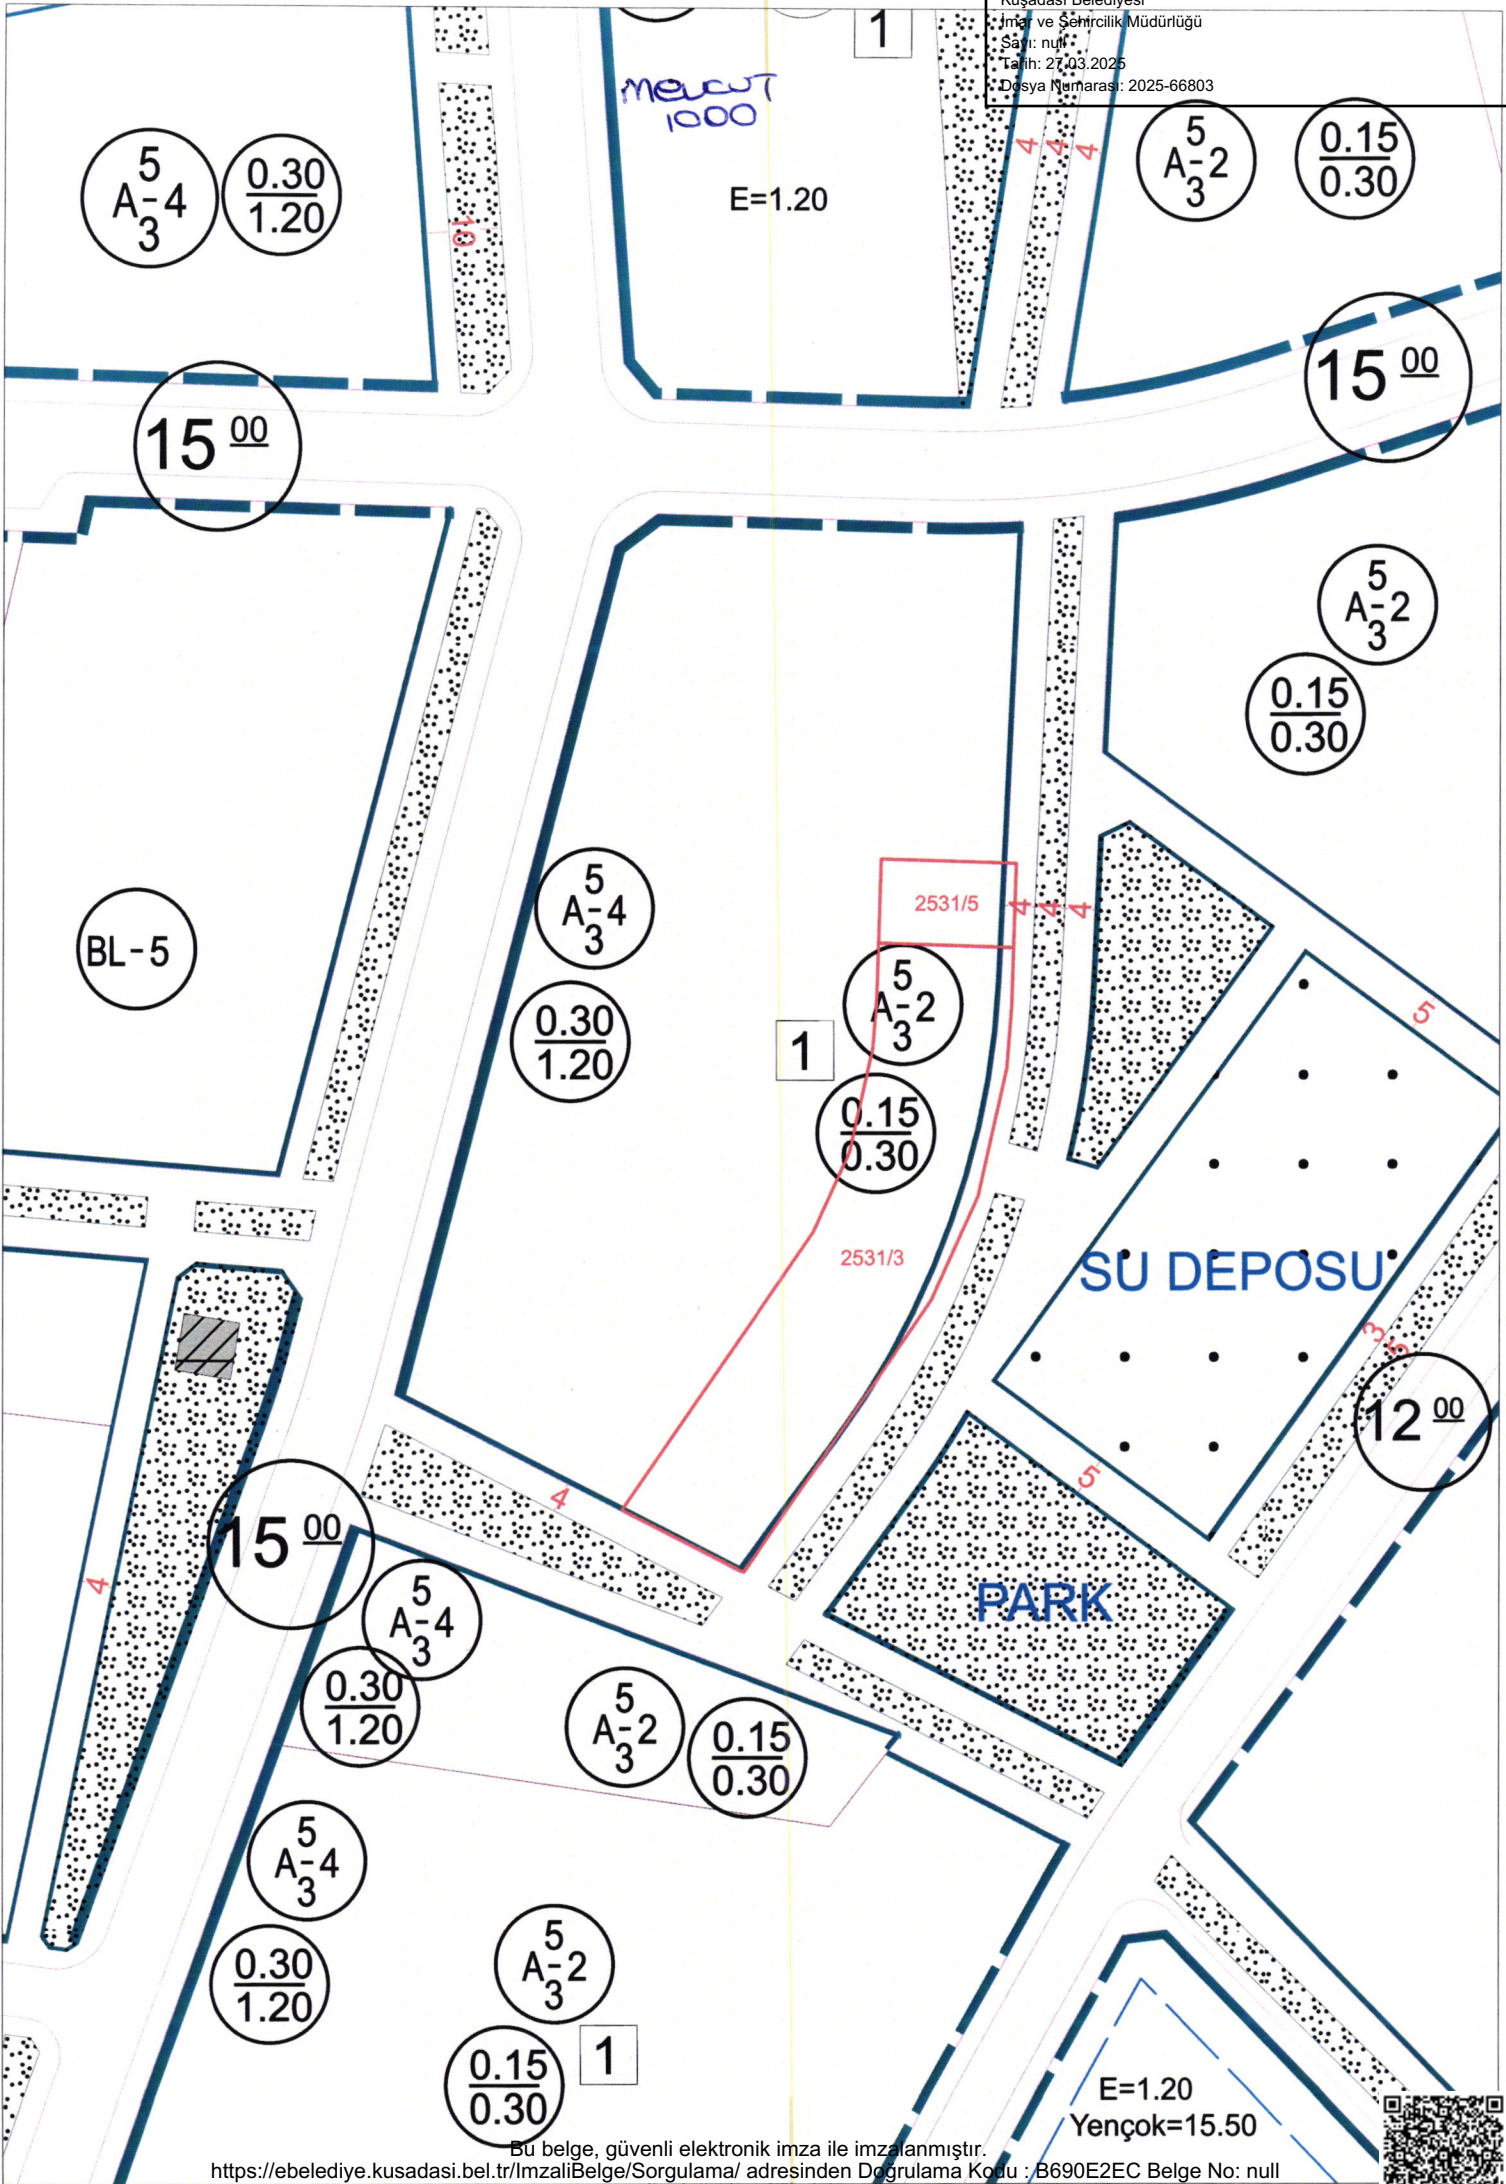 Kuşadası Belediyesi
İmar ve Şehircilik Müdürlüğü
Sayı: null
Tarih: 27.03.2025
Dosya Numarası: 2025-66803
1
MEVCUT
1000
E=1.20
5
A-4
3
0.30
1.20
10
4 4 4
5
A-2
3
0.15
0.30
15 00
15 00
5
A-2
3
0.15
0.30
BL-5
5
A-4
3
0.30
1.20
2531/5
4 4 4
5
A-2
3
1
0.15
0.30
2531/3
5
SU DEPOSU
3
5
12 00
4
5
15 00
4
PARK
5
A-4
3
0.30
1.20
5
A-2
3
0.15
0.30
5
A-4
3
0.30
1.20
5
A-2
3
0.15
0.30
1
E=1.20
Yençok=15.50
Bu belge, güvenli elektronik imza ile imzalanmıştır.
https://ebelediye.kusadasi.bel.tr/ImzaliBelge/Sorgulama/ adresinden Doğrulama Kodu : B690E2EC Belge No: null